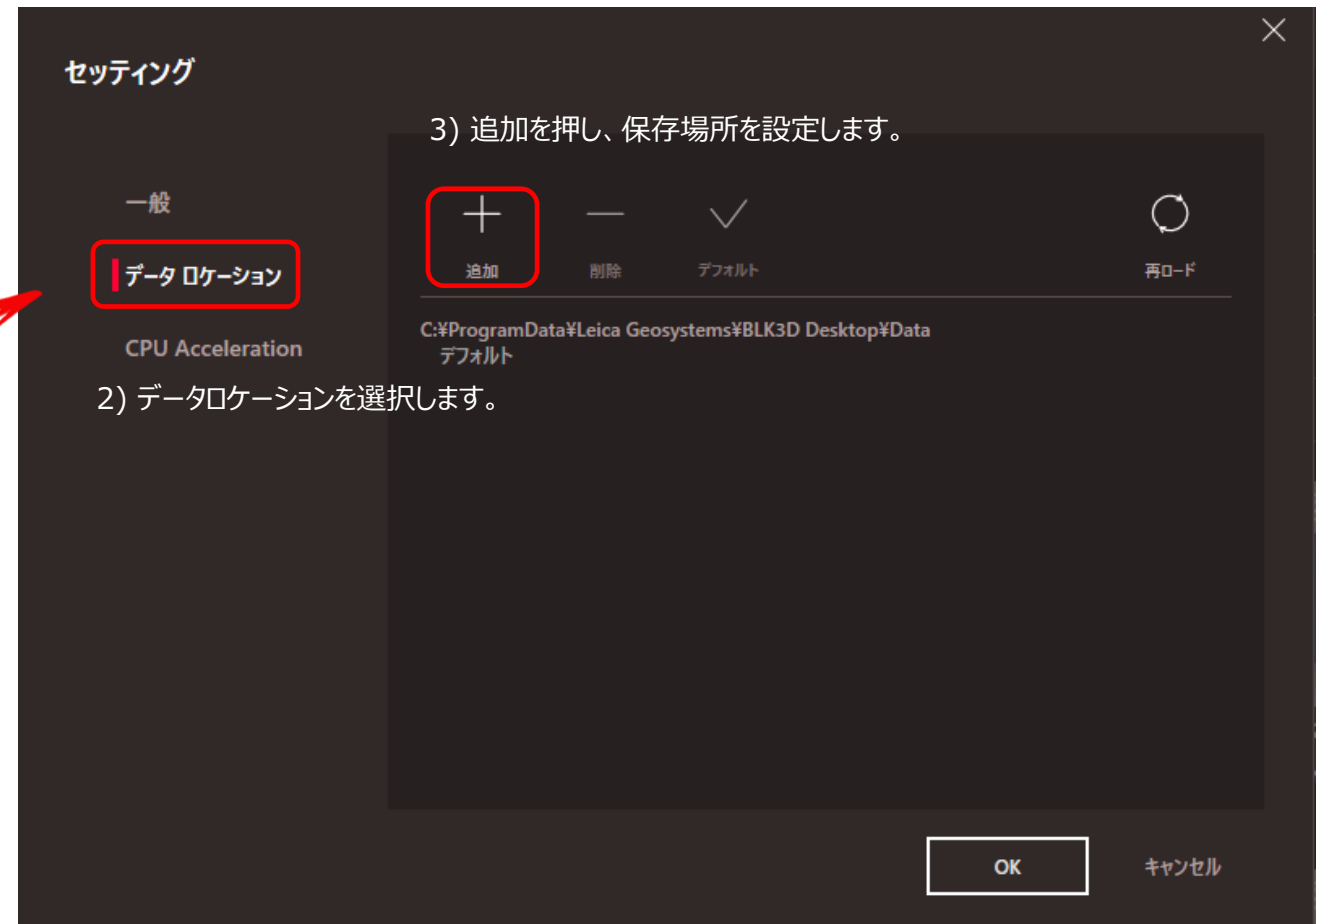 セッティング
3) 追加を押し、保存場所を設定します。
一般
データ ロケーション
CPU Acceleration
2) データロケーションを選択します。
追加
削除
デフォルト
再ロード
C:¥ProgramData¥Leica Geosystems¥BLK3D Desktop¥Data
デフォルト
OK
キャンセル